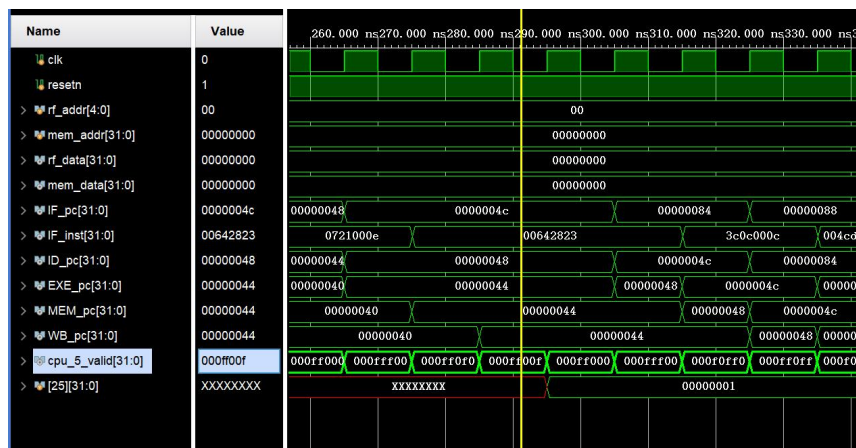 Name Value
260.000 ns 270.000 ns 280.000 ns 290.000 ns 300.000 ns 310.000 ns 320.000 ns 330.000 ns
clk 0
resetn 1
rf_addr[4:0] 00 00
mem_addr[31:0] 00000000 00000000
rf_data[31:0] 00000000 00000000
mem_data[31:0] 00000000 00000000
IF_pc[31:0] 0000004c 00000048 0000004c 00000084 00000088
IF_inst[31:0] 00642823 0721000e 00642823 3c0c000c 004cd
ID_pc[31:0] 00000048 00000044 00000048 0000004c 00000084
EXE_pc[31:0] 00000044 00000040 00000044 00000048 0000004c 00000
MEM_pc[31:0] 00000044 00000040 00000044 00000048 0000004c
WB_pc[31:0] 00000044 00000040 00000044 00000048 00000
cpu_5_valid[31:0] 000ff00f 000ff000 000fff00 000ff0f0 000ff00f 000ff000 000fff00 000f0ff0 000ff0ff 000f
[25][31:0] XXXXXXXX XXXXXXXX 00000001